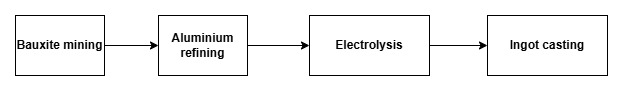 Bauxite mining
Aluminium
refining
Electrolysis
Ingot casting